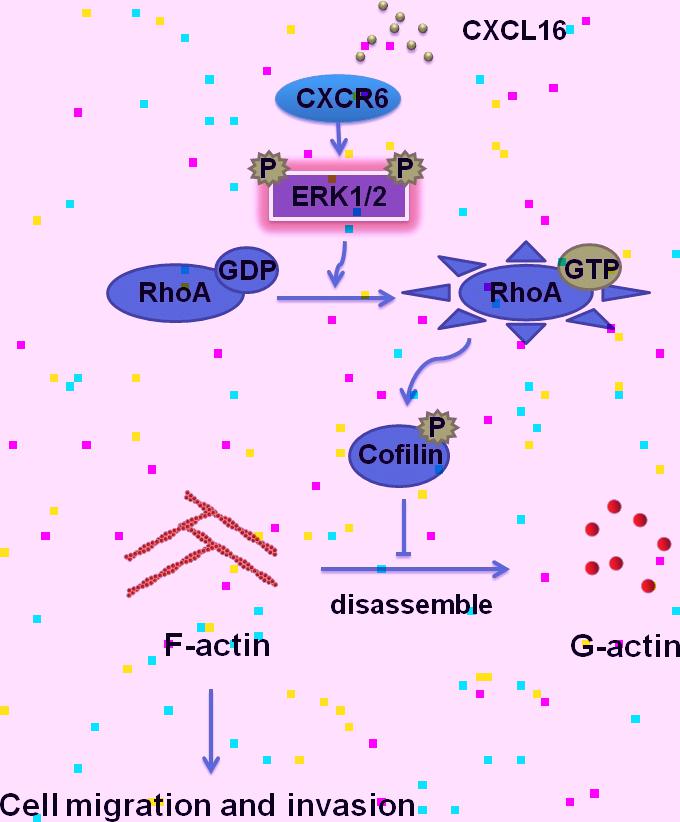 CXCL16
CXCR6
P
P
ERK1/2
GDP
RhoA
GTP
RhoA
P
Cofilin
disassemble
F-actin
G-actin
Cell migration and invasion